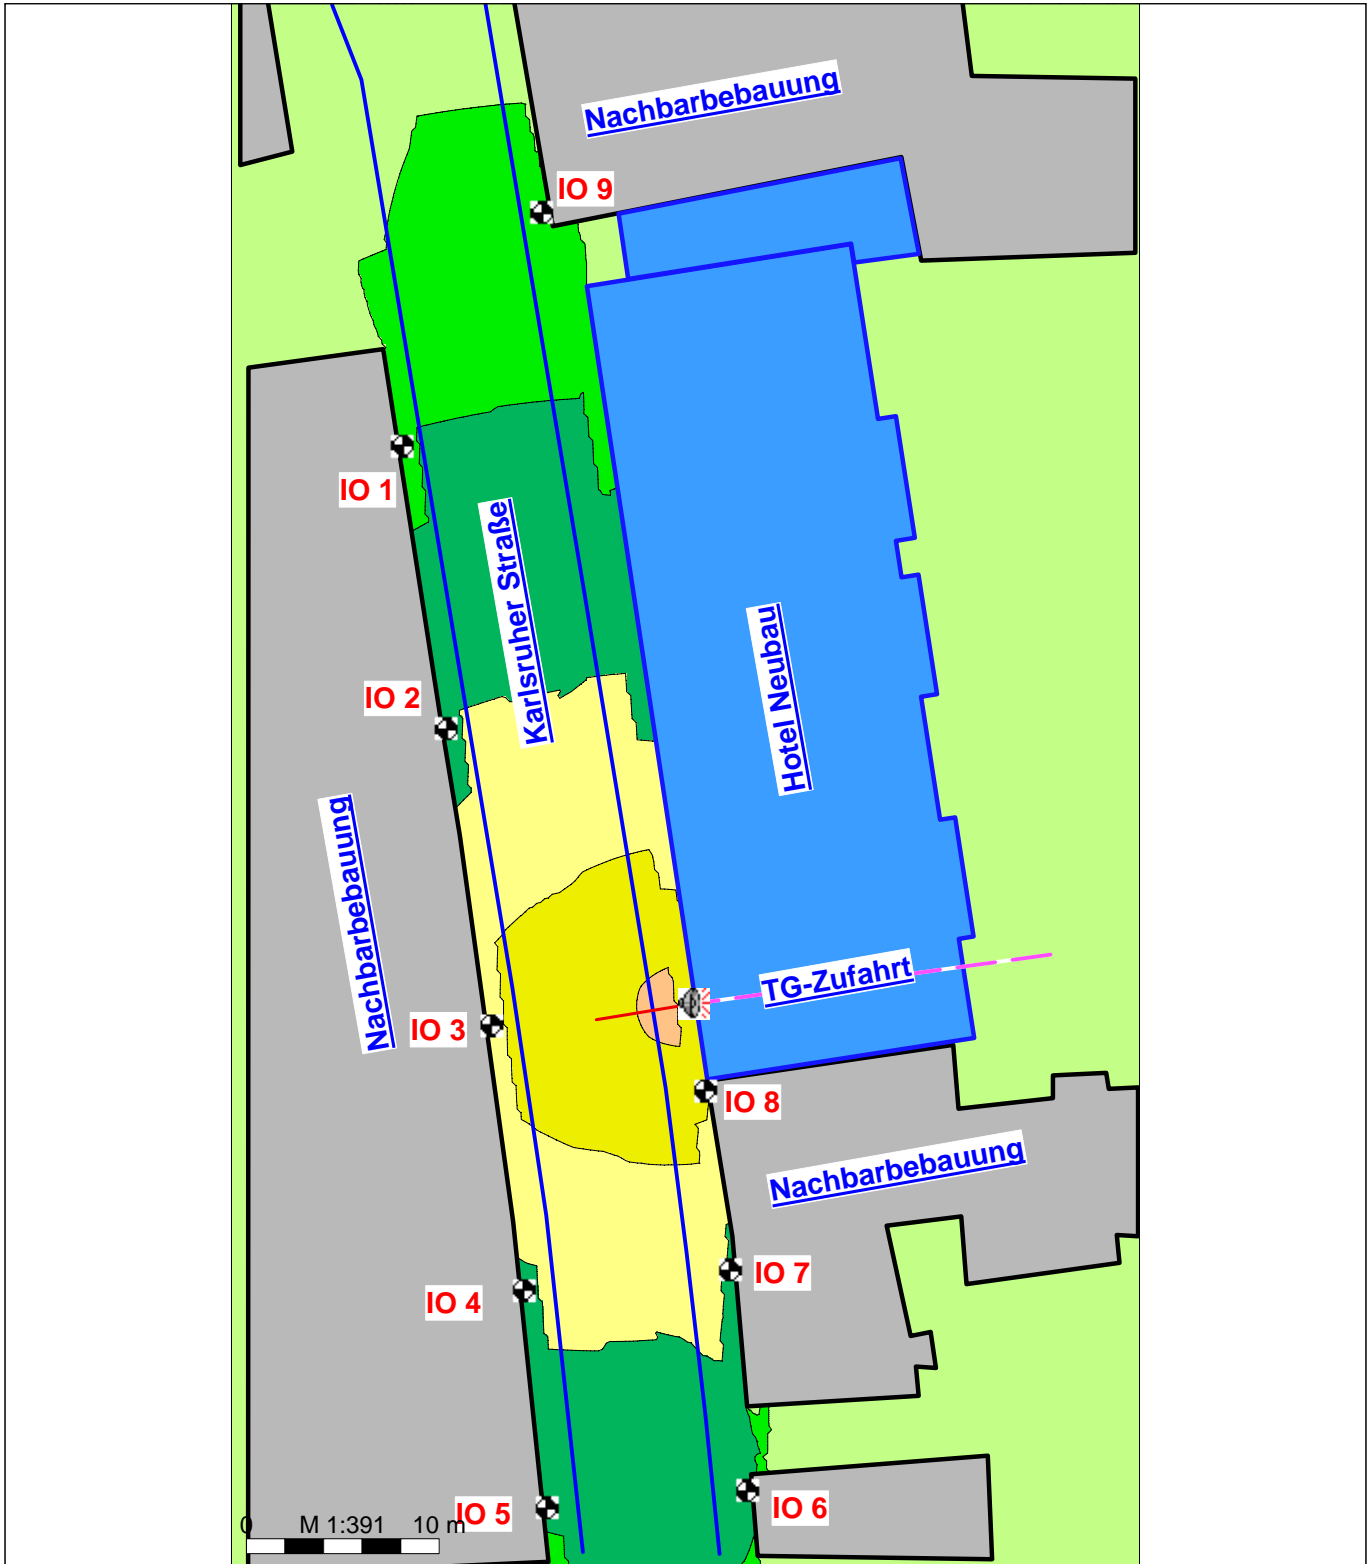 Nachbarbebauung
IO 9
IO 1
Karlsruher Straße
Hotel Neubau
IO 2
Nachbarbebauung
TG-Zufahrt
IO 3
IO 8
Nachbarbebauung
IO 7
IO 4
IO 6
IO 5
0 M 1:391 10 m